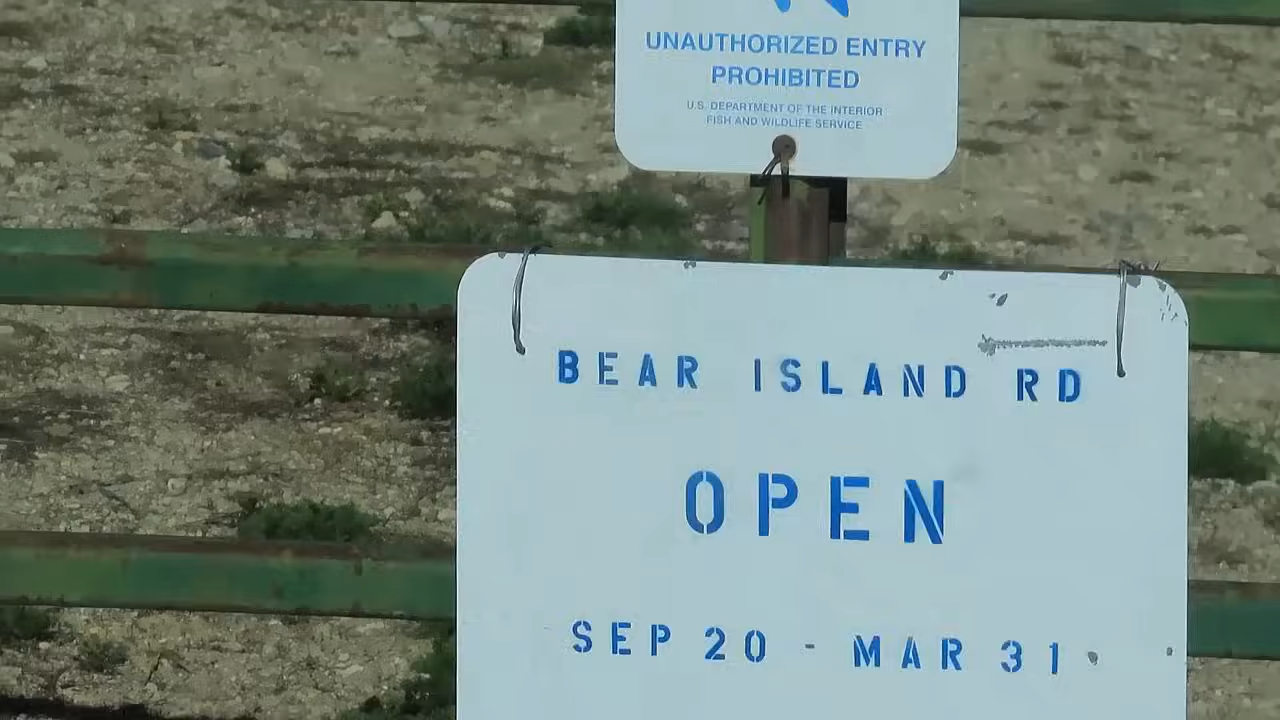 UNAUTHORIZED ENTRY
PROHIBITED
U.S. DEPARTMENT OF THE INTERIOR
FISH AND WILDLIFE SERVICE
BEAR ISLAND RD
OPEN
SEP 20 - MAR 31